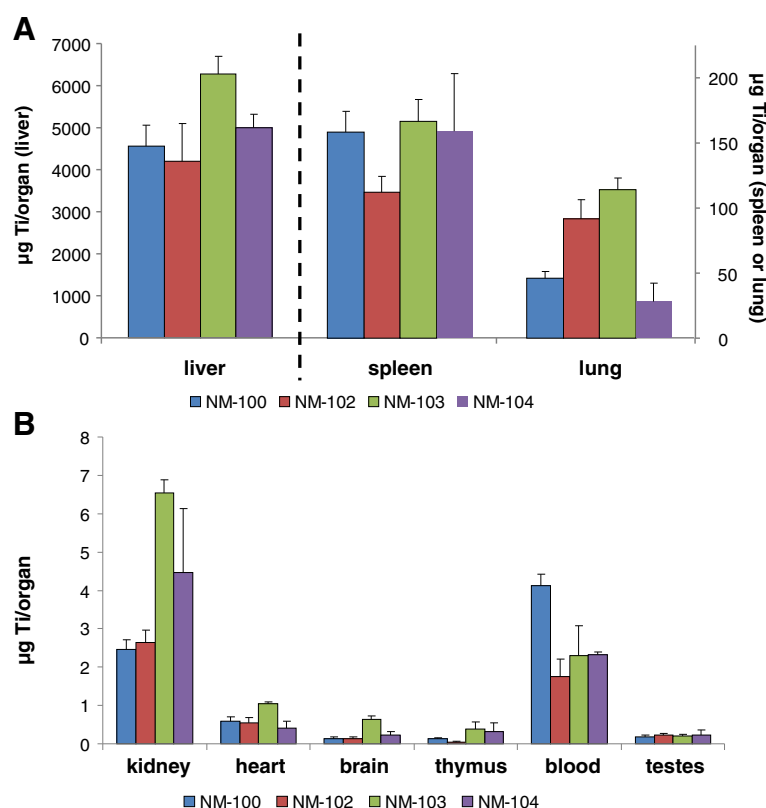 A
µg Ti/organ (liver)
7000
6000
5000
4000
3000
2000
1000
0
200
150
100
50
0
µg Ti/organ (spleen or lung)
liver spleen lung
NM-100 NM-102 NM-103 NM-104
B
µg Ti/organ
8
7
6
5
4
3
2
1
0
kidney heart brain thymus blood testes
NM-100 NM-102 NM-103 NM-104